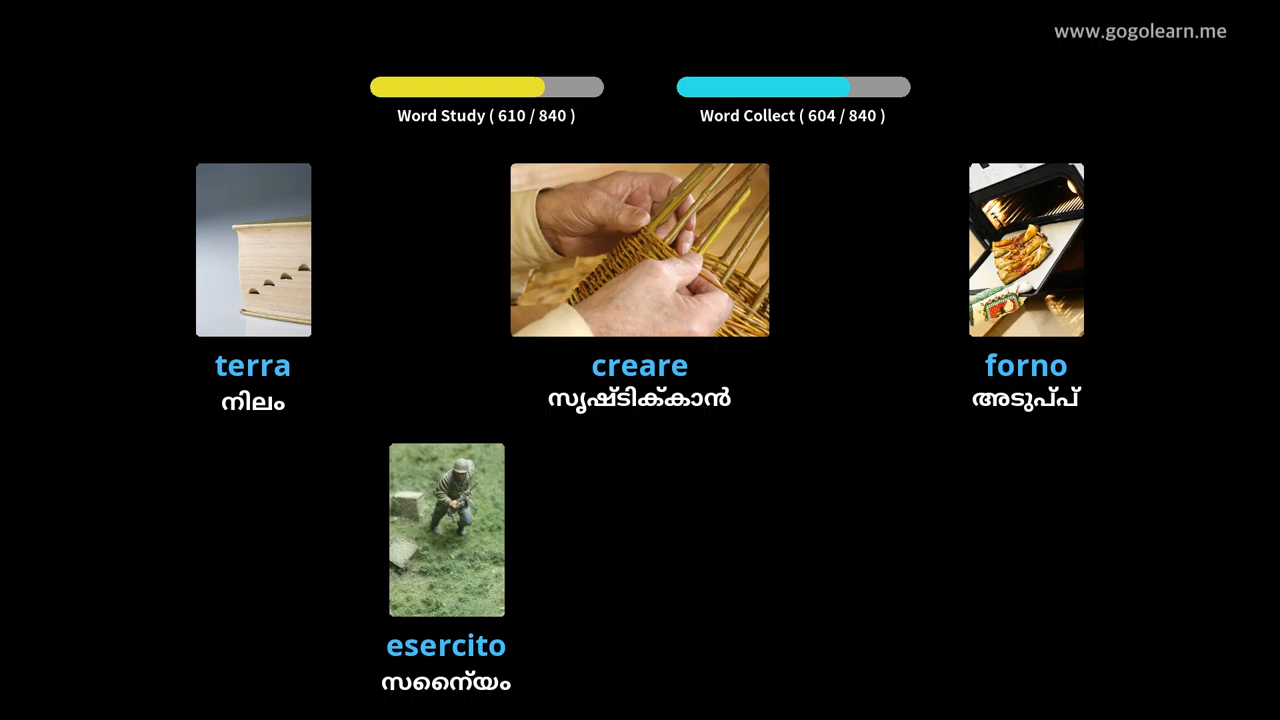 www.gogolearn.me
Word Study ( 610 / 840 )
Word Collect ( 604 / 840 )
terra
നിലം
creare
സൃഷ്ടിക്കാൻ
forno
അടുപ്പ്
esercito
സൈന്യം